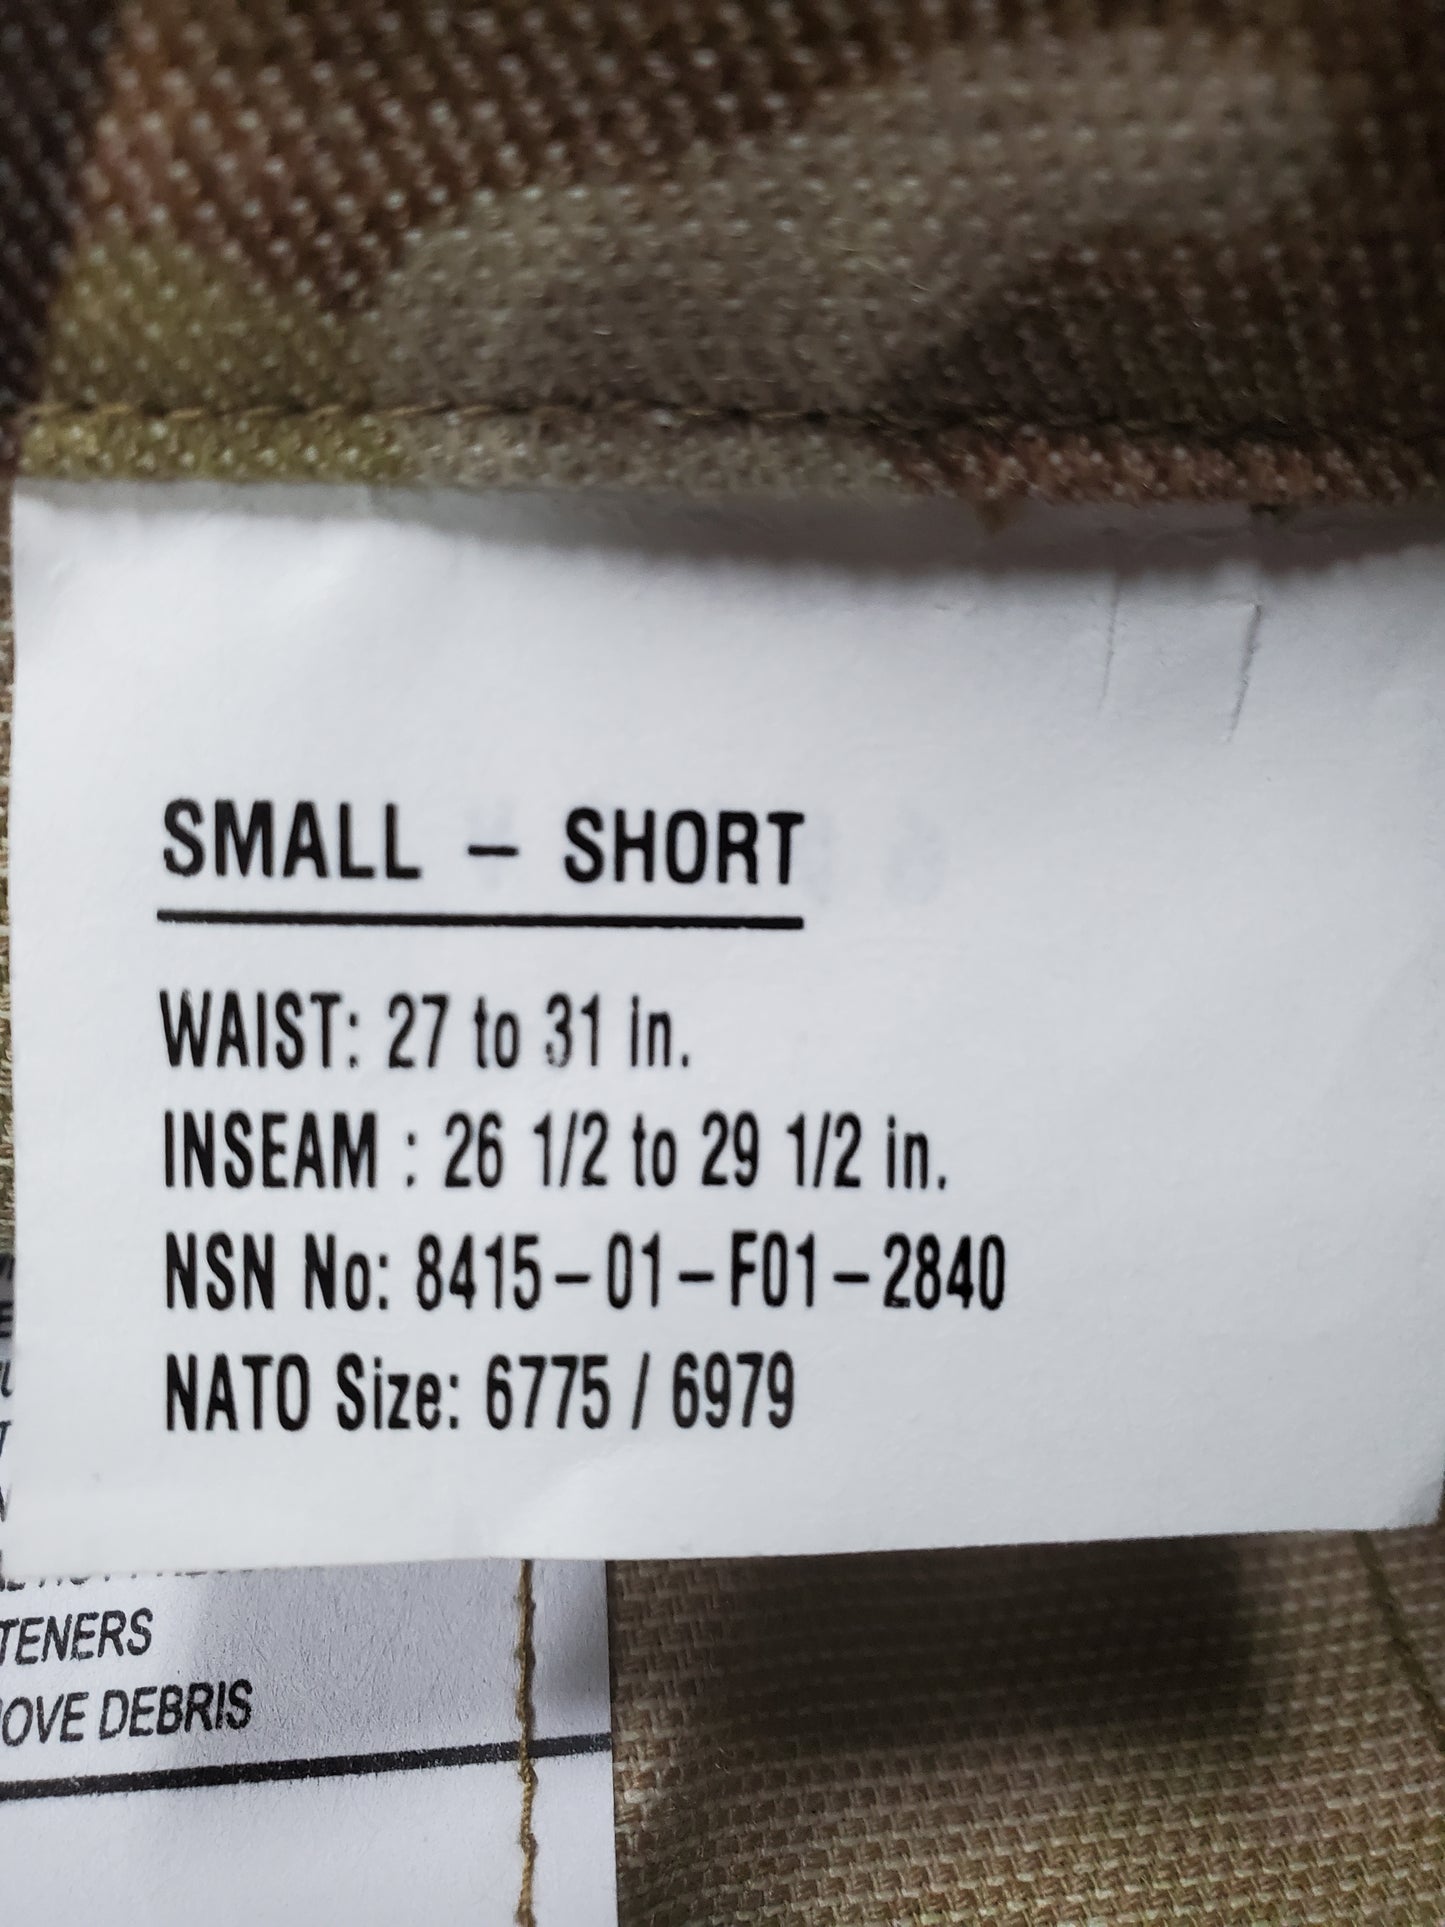 SMALL – SHORT
WAIST: 27 to 31 in.
INSEAM : 26 1/2 to 29 1/2 in.
NSN No: 8415-01-F01-2840
NATO Size: 6775 / 6979
TENERS
OVE DEBRIS